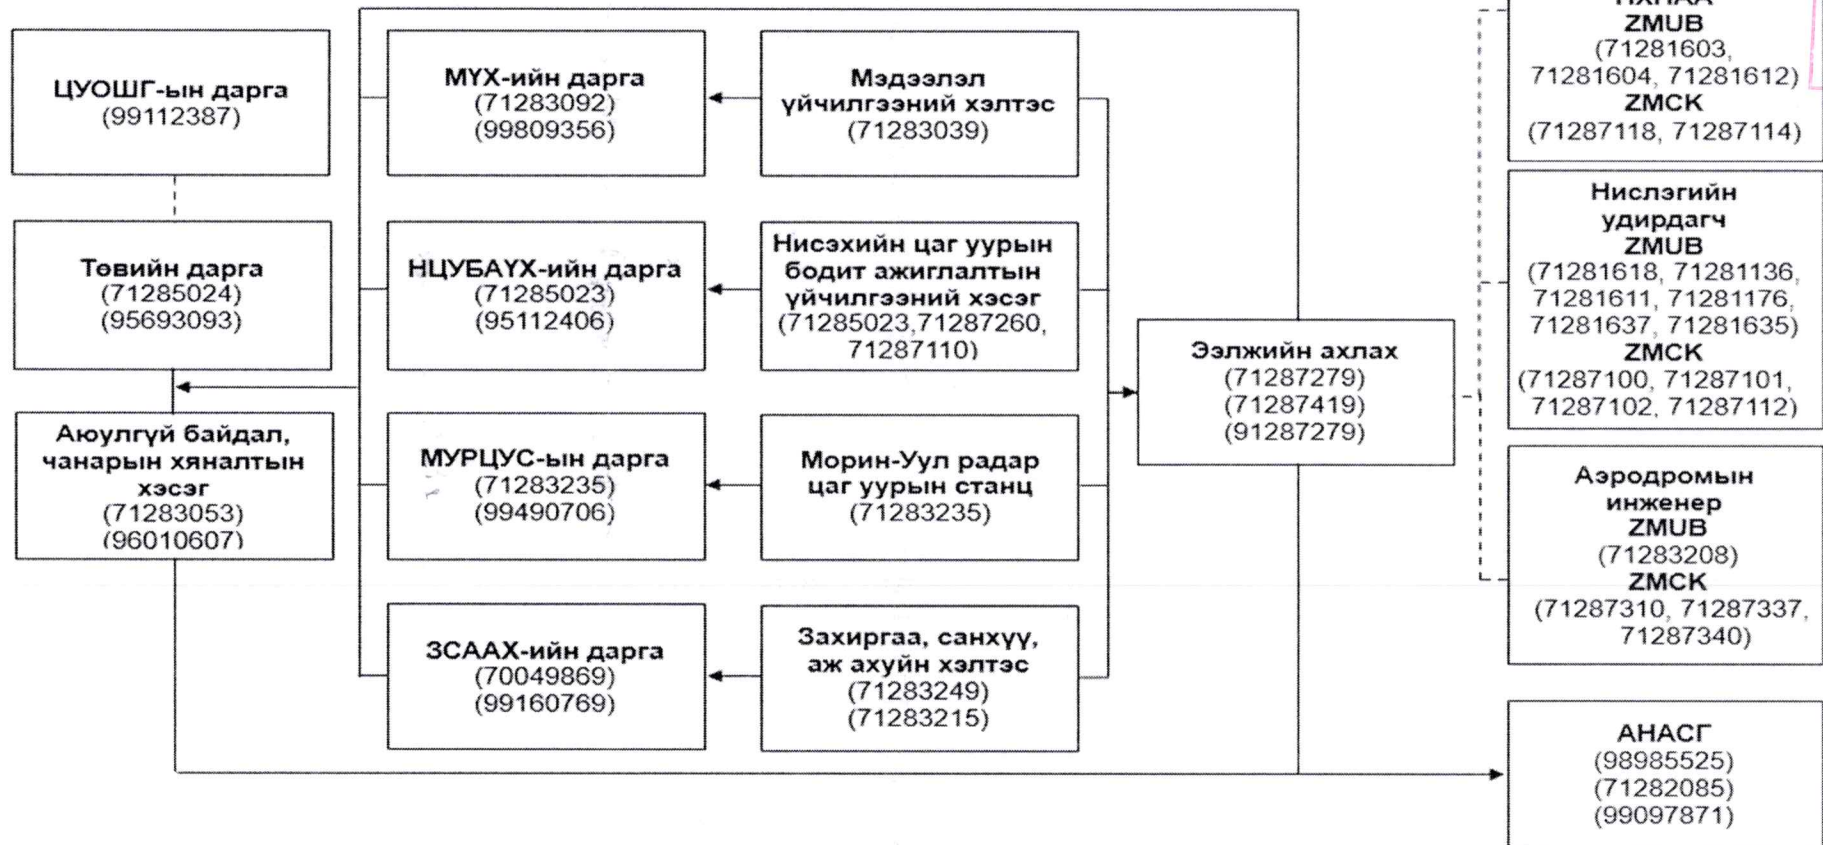 ЦУОШГ-ын дарга
(99112387)
Төвийн дарга
(71285024)
(95693093)
Аюулгүй байдал,
чанарын хяналтын
хэсэг
(71283053)
(96010607)
МҮХ-ийн дарга
(71283092)
(99809356)
НЦУБАҮХ-ийн дарга
(71285023)
(95112406)
МУРЦУС-ын дарга
(71283235)
(99490706)
ЗСААХ-ийн дарга
(70049869)
(99160769)
Мэдээлэл
үйчилгээний хэлтэс
(71283039)
Нисэхийн цаг уурын
бодит ажиглалтын
үйчилгээний хэсэг
(71285023,71287260,
71287110)
Морин-Уул радар
цаг уурын станц
(71283235)
Захиргаа, санхүү,
аж ахуйн хэлтэс
(71283249)
(71283215)
Ээлжийн ахлах
(71287279)
(71287419)
(91287279)
ZMUB
(71281603,
71281604, 71281612)
ZMCK
(71287118, 71287114)
Нислэгийн
удирдагч
ZMUB
(71281618, 71281136,
71281611, 71281176,
71281637, 71281635)
ZMCK
(71287100, 71287101,
71287102, 71287112)
Аэродромын
инженер
ZMUB
(71283208)
ZMCK
(71287310, 71287337,
71287340)
АНАСГ
(98985525)
(71282085)
(99097871)